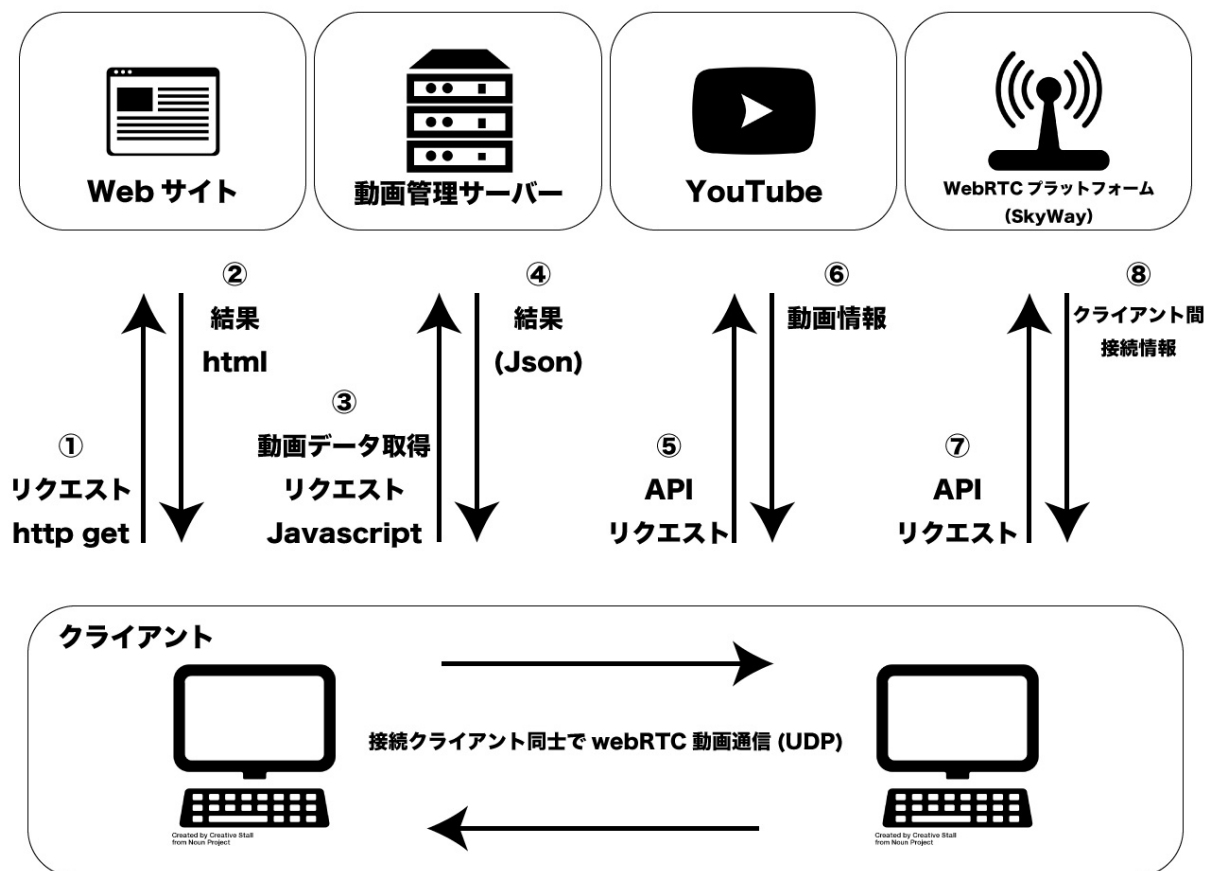 Web サイト
動画管理サーバー
YouTube
WebRTC プラットフォーム
(SkyWay)
②
結果
html
①
リクエスト
http get
④
結果
(Json)
③
動画データ取得
リクエスト
Javascript
⑥
動画情報
⑤
API
リクエスト
⑧
クライアント間
接続情報
⑦
API
リクエスト
クライアント
接続クライアント同士で webRTC 動画通信 (UDP)
Created by Creative Stall
from Noun Project
Created by Creative Stall
from Noun Project